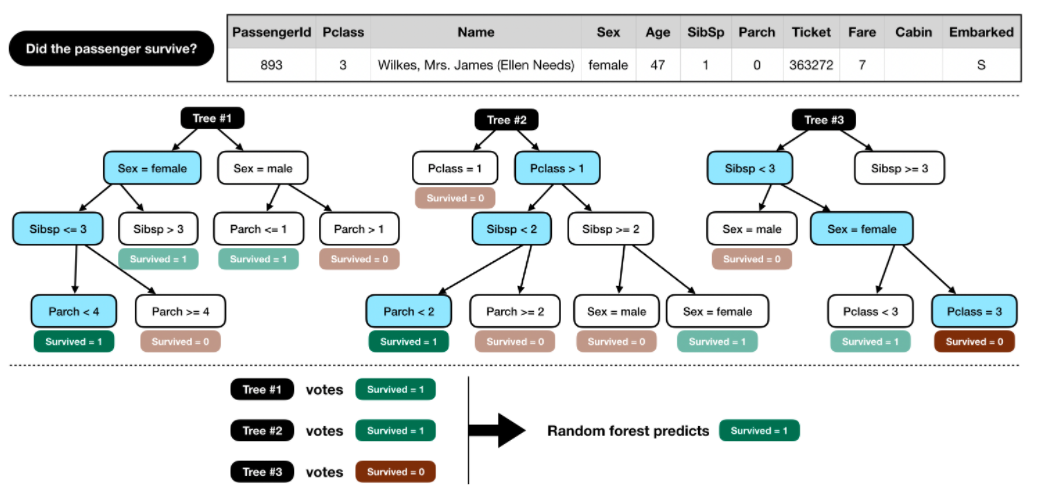 Did the passenger survive?
PassengerId Pclass Name Sex Age SibSp Parch Ticket Fare Cabin Embarked
893 3 Wilkes, Mrs. James (Ellen Needs) female 47 1 0 363272 7 S
Tree #1
Sex = female Sex = male
Sibsp <= 3 Sibsp > 3 Parch <= 1 Parch > 1
Survived = 1 Survived = 1 Survived = 0
Parch < 4 Parch >= 4
Survived = 1 Survived = 0
Tree #2
Pclass = 1 Pclass > 1
Survived = 0
Sibsp < 2 Sibsp >= 2
Parch < 2 Parch >= 2 Sex = male Sex = female
Survived = 1 Survived = 0 Survived = 0 Survived = 1
Tree #3
Sibsp < 3 Sibsp >= 3
Sex = male Sex = female
Survived = 0
Pclass < 3 Pclass = 3
Survived = 1 Survived = 0
Tree #1 votes Survived = 1
Tree #2 votes Survived = 1
Tree #3 votes Survived = 0
Random forest predicts Survived = 1